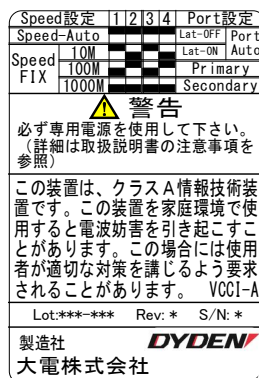 Speed設定 1 2 3 4 Port設定
Speed-Auto Lat-OFF Port Auto
Speed FIX 10M Lat-ON
100M Primary
1000M Secondary
警告
必ず専用電源を使用して下さい。
(詳細は取扱説明書の注意事項を
参照)
この装置は、クラスA情報技術装
置です。この装置を家庭環境で使
用すると電波妨害を引き起こすこ
とがあります。この場合には使用
者が適切な対策を講じるよう要求
されることがあります。 VCCI-A
Lot:***-*** Rev: * S/N: *
製造社 DYDEN
大電株式会社